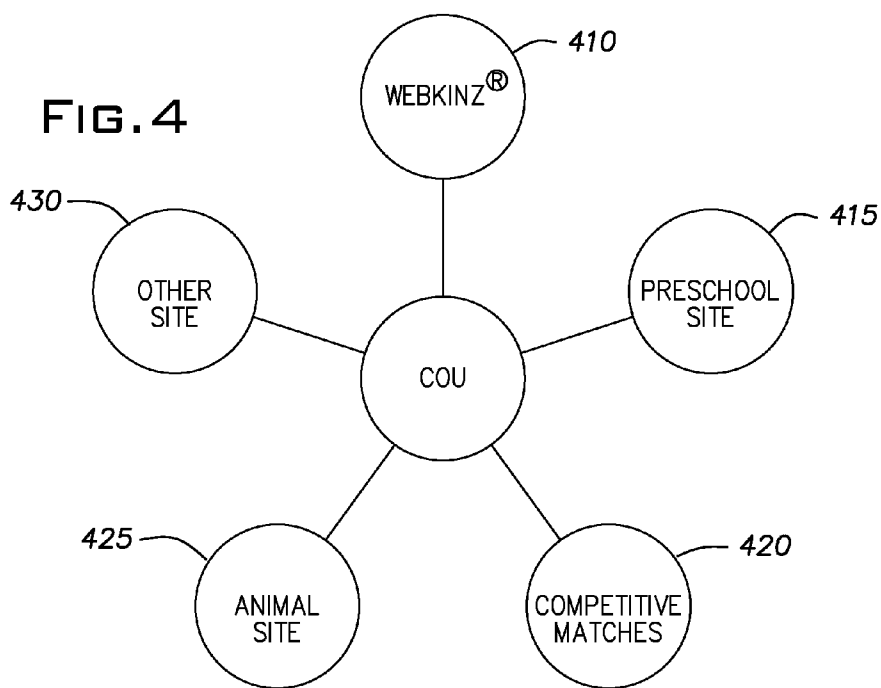 410
WEBKINZ®
FIG. 4
430
415
OTHER
SITE
PRESCHOOL
SITE
COU
425
420
ANIMAL
SITE
COMPETITIVE
MATCHES